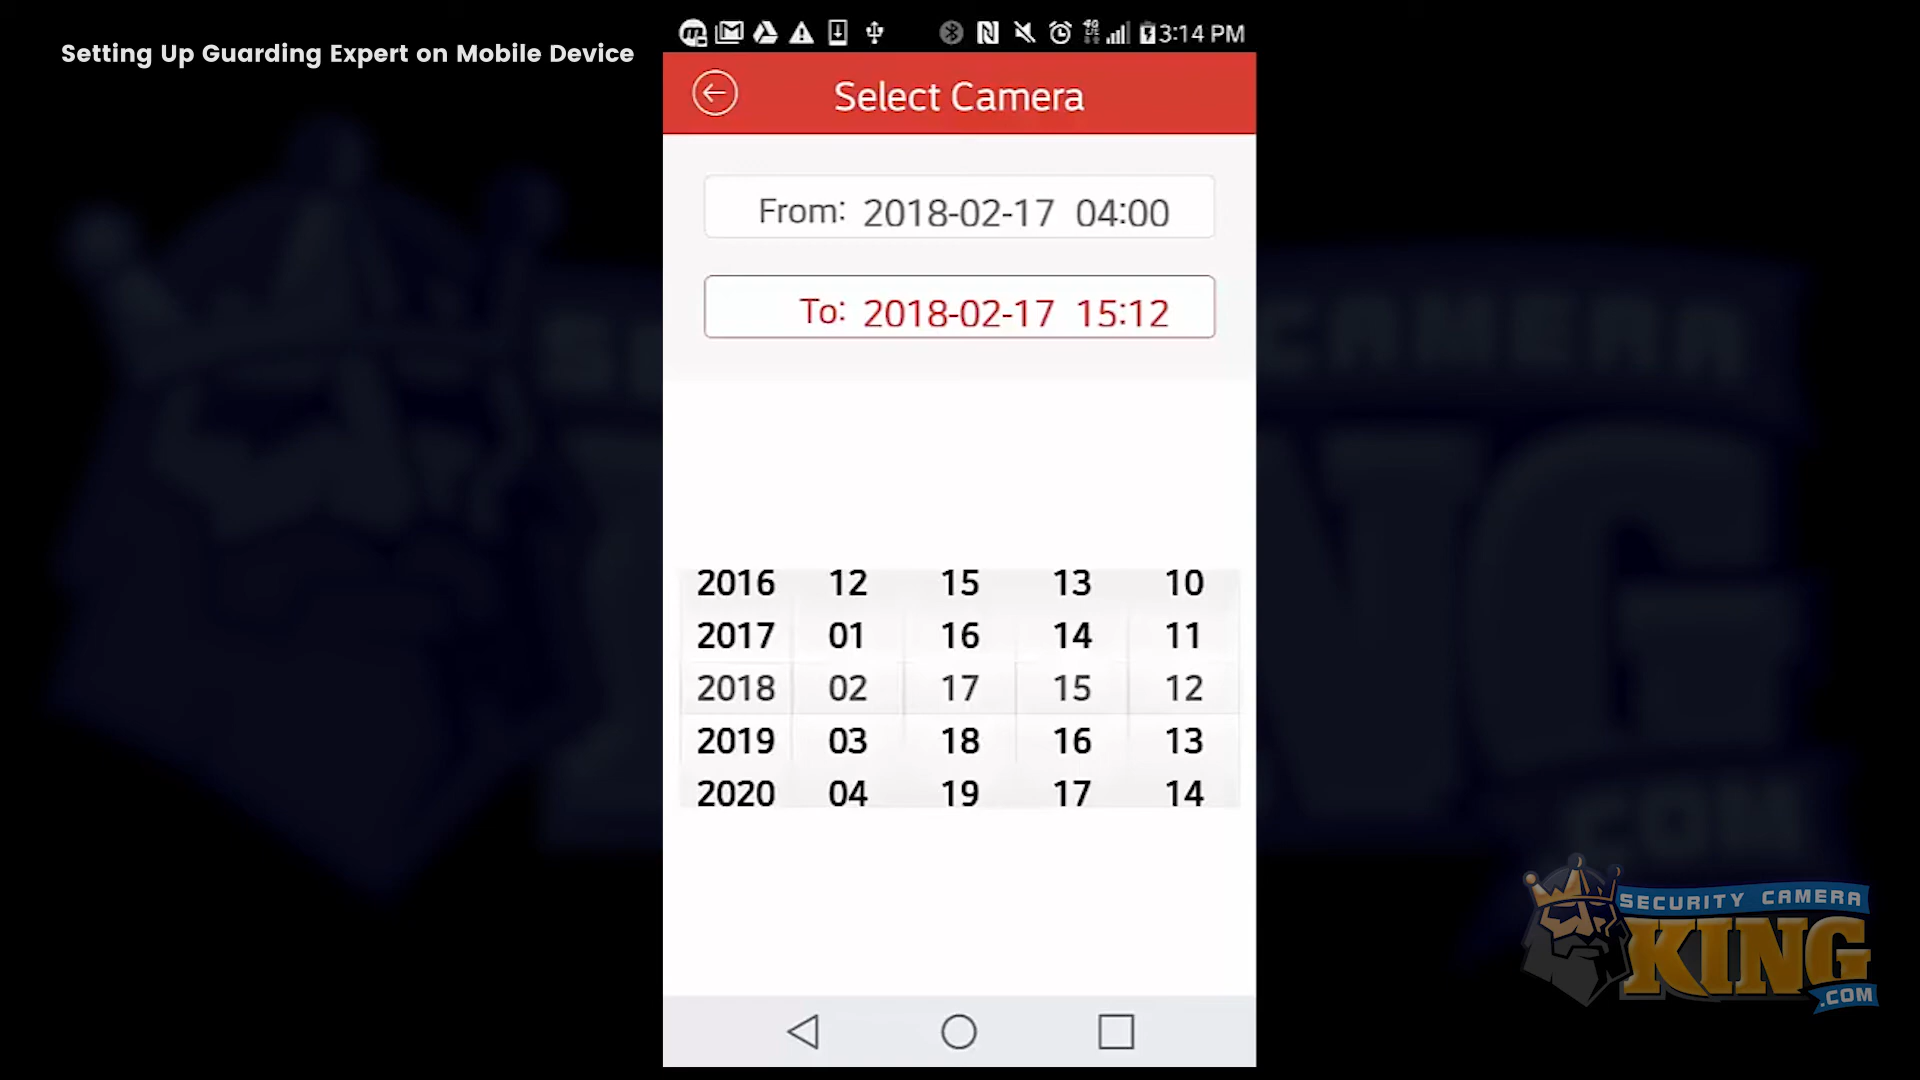 Setting Up Guarding Expert on Mobile Device
4G LTE 3:14 PM
Select Camera
From: 2018-02-17 04:00
To: 2018-02-17 15:12
2016 12 15 13 10
2017 01 16 14 11
2018 02 17 15 12
2019 03 18 16 13
2020 04 19 17 14
SECURITY CAMERA
KING
.COM